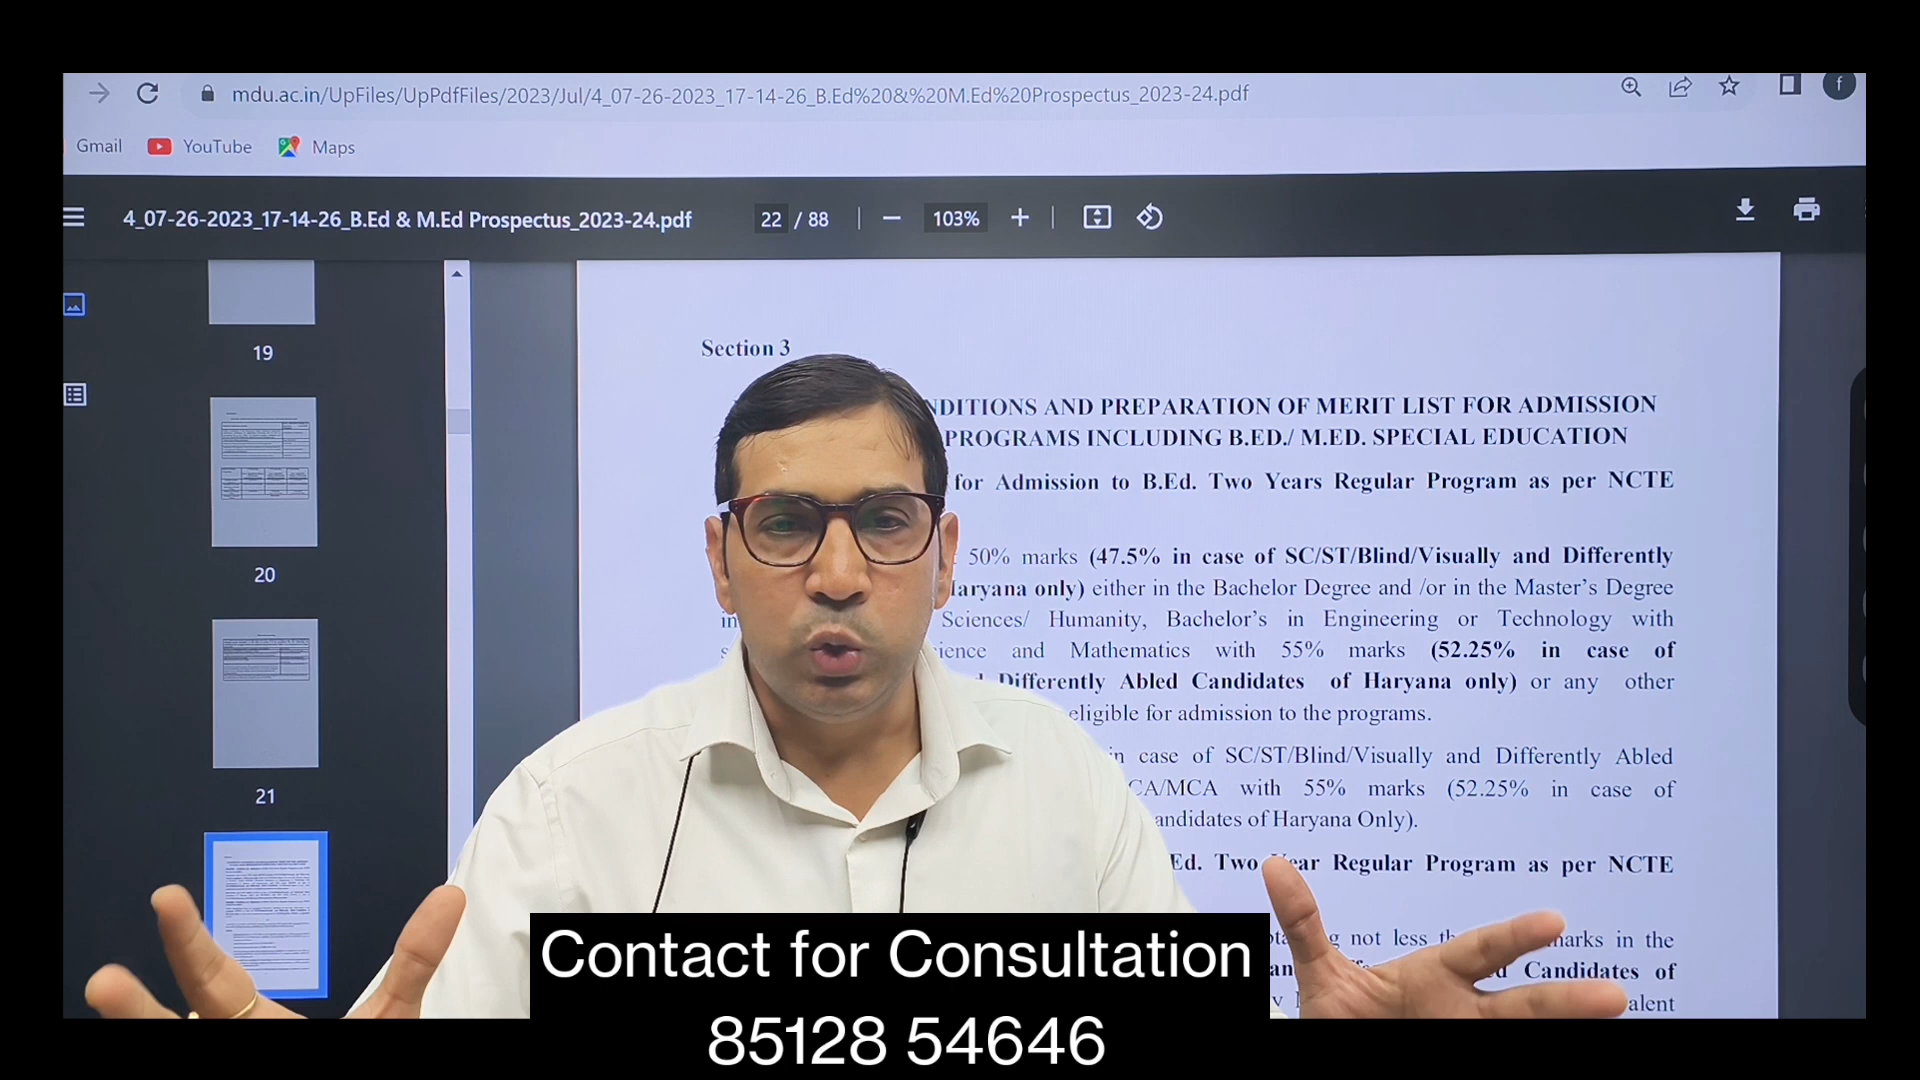 mdu.ac.in/UpFiles/UpPdfFiles/2023/Jul/4_07-26-2023_17-14-26_B.Ed%20&%20M.Ed%20Prospectus_2023-24.pdf
f
Gmail YouTube Maps
4_07-26-2023_17-14-26_B.Ed & M.Ed Prospectus_2023-24.pdf 22 / 88 103%
19
20
21
Section 3
NDITIONS AND PREPARATION OF MERIT LIST FOR ADMISSION
PROGRAMS INCLUDING B.ED./ M.ED. SPECIAL EDUCATION
for Admission to B.Ed. Two Years Regular Program as per NCTE
50% marks (47.5% in case of SC/ST/Blind/Visually and Differently
Haryana only) either in the Bachelor Degree and /or in the Master's Degree
in Sciences/ Humanity, Bachelor's in Engineering or Technology with
s ience and Mathematics with 55% marks (52.25% in case of
Differently Abled Candidates of Haryana only) or any other
eligible for admission to the programs.
in case of SC/ST/Blind/Visually and Differently Abled
CA/MCA with 55% marks (52.25% in case of
andidates of Haryana Only).
Ed. Two Year Regular Program as per NCTE
g not less th marks in the
Candidates of
alent
Contact for Consultation
85128 54646